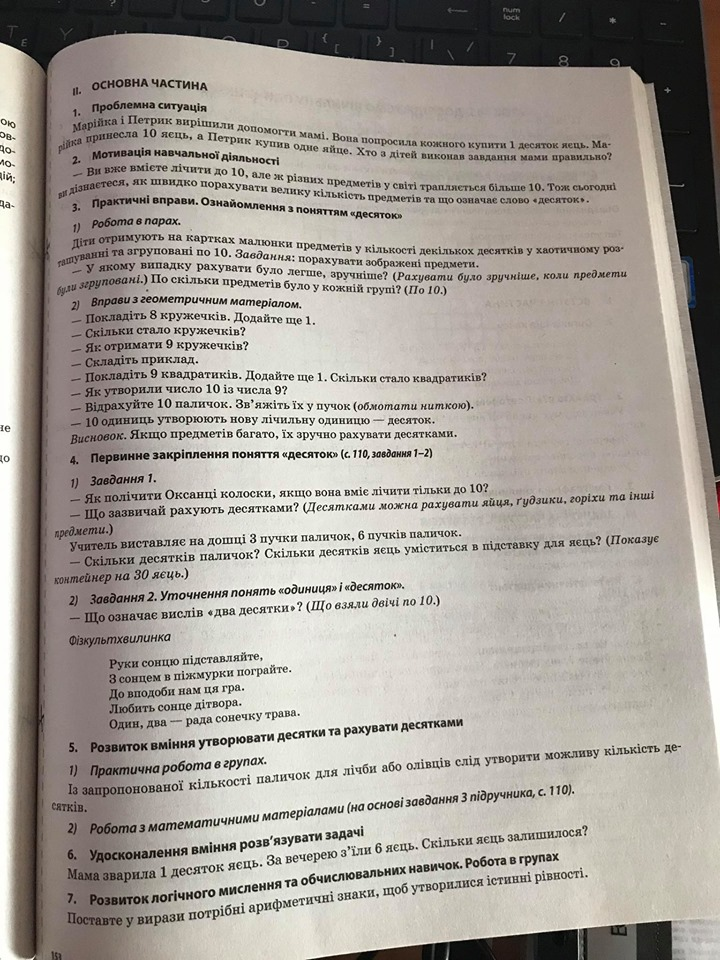 II. ОСНОВНА ЧАСТИНА
1. Проблемна ситуація
Марійка і Петрик вирішили допомогти мамі. Вона попросила кожного купити 1 десяток яєць. Ма-
рійка принесла 10 яєць, а Петрик купив одне яйце. Хто з дітей виконав завдання мами правильно?
2. Мотивація навчальної діяльності
— Ви вже вмієте лічити до 10, але ж різних предметів у світі трапляється більше 10. Тож сьогодні
ви дізнаєтеся, як швидко порахувати велику кількість предметів та що означає слово «десяток».
3. Практичні вправи. Ознайомлення з поняттям «десяток»
1) Робота в парах.
Діти отримують на картках малюнки предметів у кількості декількох десятків у хаотичному роз-
ташуванні та згруповані по 10. Завдання: порахувати зображені предмети.
— У якому випадку рахувати було легше, зручніше? (Рахувати було зручніше, коли предмети
були згруповані.) По скільки предметів було у кожній групі? (По 10.)
2) Вправи з геометричним матеріалом.
— Покладіть 8 кружечків. Додайте ще 1.
— Скільки стало кружечків?
— Як отримати 9 кружечків?
— Складіть приклад.
— Покладіть 9 квадратиків. Додайте ще 1. Скільки стало квадратиків?
— Як утворили число 10 із числа 9?
— Відрахуйте 10 паличок. Зв’яжіть їх у пучок (обмотати ниткою).
— 10 одиниць утворюють нову лічильну одиницю — десяток.
Висновок. Якщо предметів багато, їх зручно рахувати десятками.
4. Первинне закріплення поняття «десяток» (с. 110, завдання 1–2)
1) Завдання 1.
— Як полічити Оксанці колоски, якщо вона вміє лічити тільки до 10?
— Що зазвичай рахують десятками? (Десятками можна рахувати яйця, ґудзики, горіхи та інші
предмети.)
Учитель виставляє на дошці 3 пучки паличок, 6 пучків паличок.
— Скільки десятків паличок? Скільки десятків яєць уміститься в підставку для яєць? (Показує
контейнер на 30 яєць.)
2) Завдання 2. Уточнення понять «одиниця» і «десяток».
— Що означає вислів «два десятки»? (Що взяли двічі по 10.)
Фізкультхвилинка
Руки сонцю підставляйте,
З сонцем в піжмурки пограйте.
До вподоби нам ця гра.
Любить сонце дітвора.
Один, два — рада сонечку трава.
5. Розвиток вміння утворювати десятки та рахувати десятками
1) Практична робота в групах.
Із запропонованої кількості паличок для лічби або олівців слід утворити можливу кількість де-
сятків.
2) Робота з математичними матеріалами (на основі завдання 3 підручника, с. 110).
6. Удосконалення вміння розв’язувати задачі
Мама зварила 1 десяток яєць. За вечерею з’їли 6 яєць. Скільки яєць залишилося?
7. Розвиток логічного мислення та обчислювальних навичок. Робота в групах
Поставте у вирази потрібні арифметичні знаки, щоб утворилися істинні рівності.